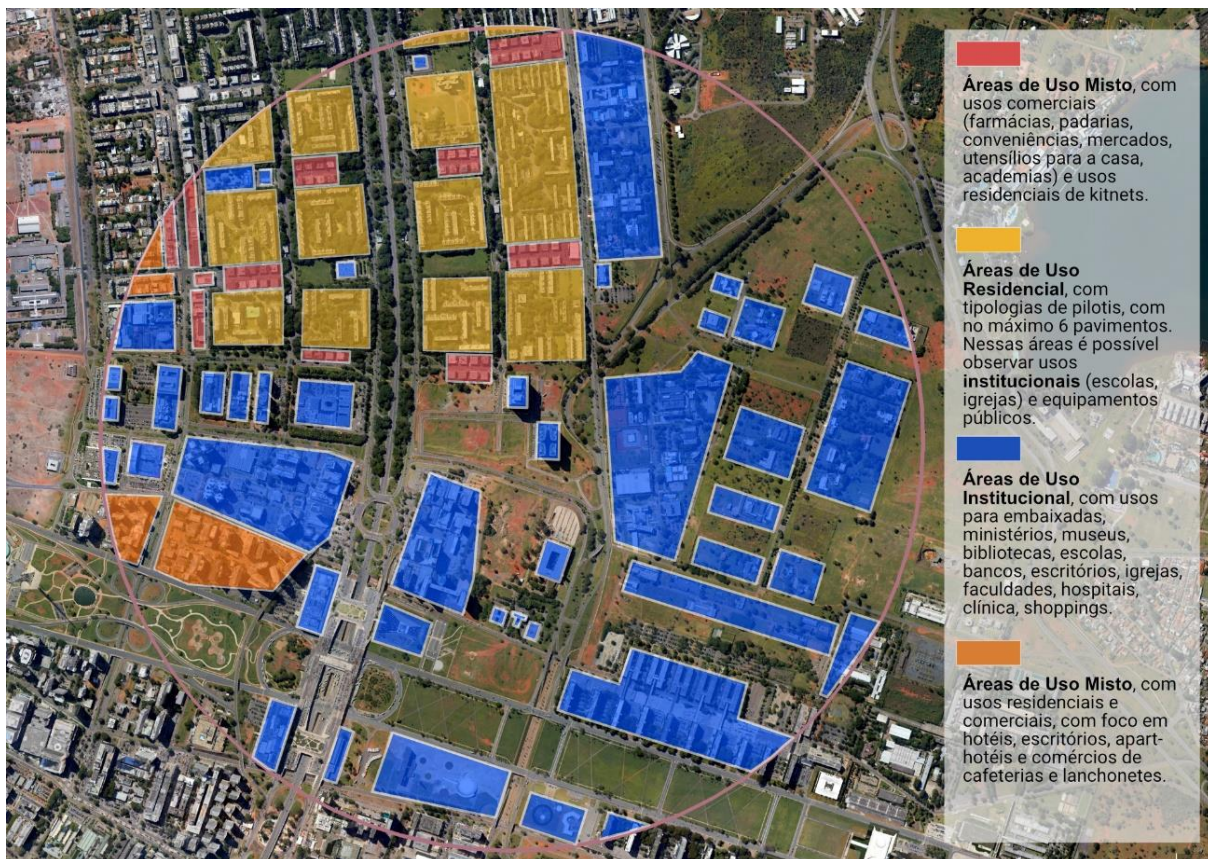 Áreas de Uso Misto, com
usos comerciais
(farmácias, padarias,
conveniências, mercados,
utensílios para a casa,
academias) e usos
residenciais de kitnets.
Áreas de Uso
Residencial, com
tipologias de pilotis, com
no máximo 6 pavimentos.
Nessas áreas é possível
observar usos
institucionais (escolas,
igrejas) e equipamentos
públicos.
Áreas de Uso
Institucional, com usos
para embaixadas,
ministérios, museus,
bibliotecas, escolas,
bancos, escritórios, igrejas,
faculdades, hospitais,
clínica, shoppings.
Áreas de Uso Misto, com
usos residenciais e
comerciais, com foco em
hotéis, escritórios, apart-
hotéis e comércios de
cafeterias e lanchonetes.